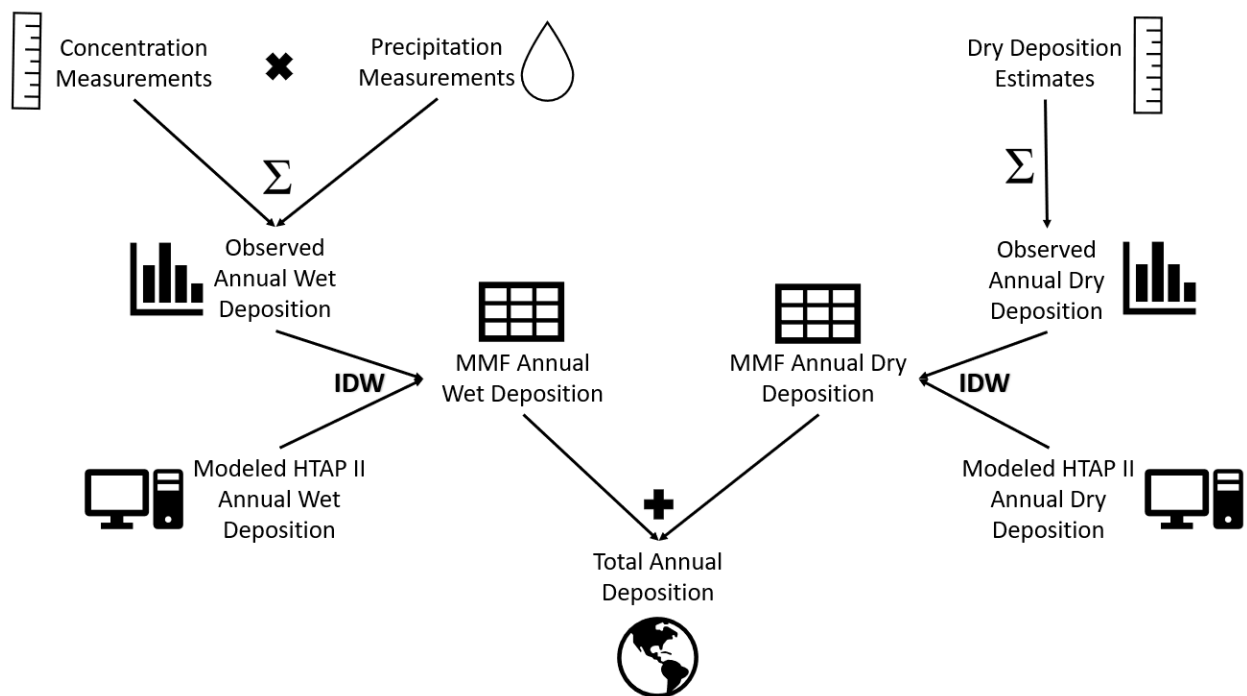 Concentration
Measurements
Precipitation
Measurements
Dry Deposition
Estimates
Σ
Σ
Observed
Annual Wet
Deposition
Observed
Annual Dry
Deposition
MMF Annual
Wet Deposition
MMF Annual Dry
Deposition
IDW
IDW
Modeled HTAP II
Annual Wet
Deposition
Modeled HTAP II
Annual Dry
Deposition
Total Annual
Deposition